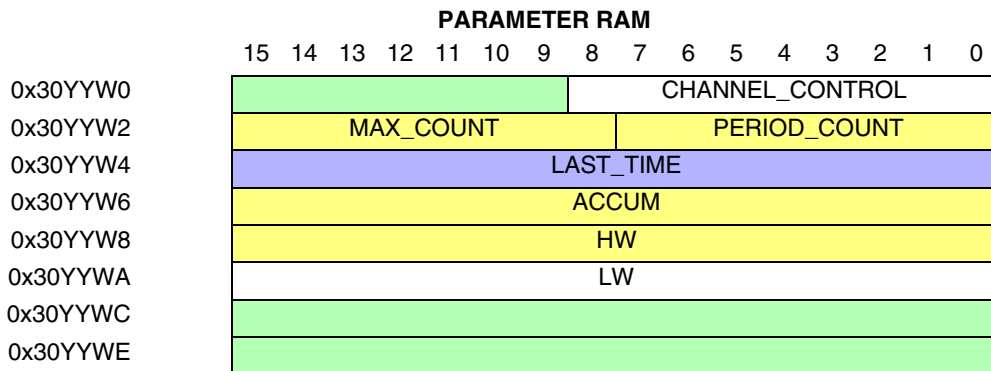 PARAMETER RAM
15 14 13 12 11 10 9 8 7 6 5 4 3 2 1 0
0x30YYW0 CHANNEL_CONTROL
0x30YYW2 MAX_COUNT PERIOD_COUNT
0x30YYW4 LAST_TIME
0x30YYW6 ACCUM
0x30YYW8 HW
0x30YYWA LW
0x30YYWC
0x30YYWE